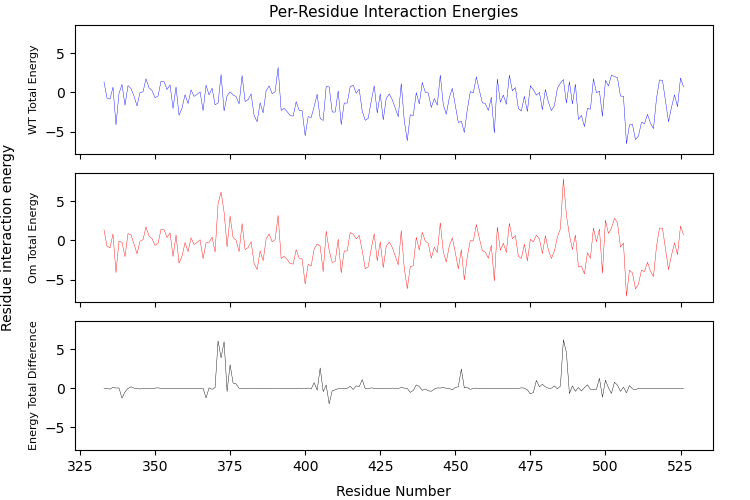 Per-Residue Interaction Energies
Residue interaction energy
WT Total Energy
5
0
−5
Om Total Energy
5
0
−5
Energy Total Difference
5
0
−5
325 350 375 400 425 450 475 500 525
Residue Number